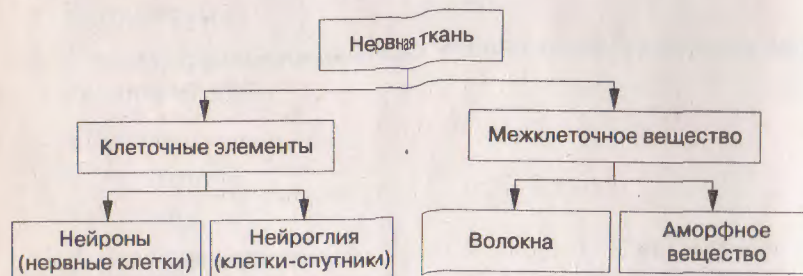 Нервная ткань
Клеточные элементы
Межклеточное вещество
Нейроны
(нервные клетки)
Нейроглия
(клетки-спутники)
Волокна
Аморфное
вещество